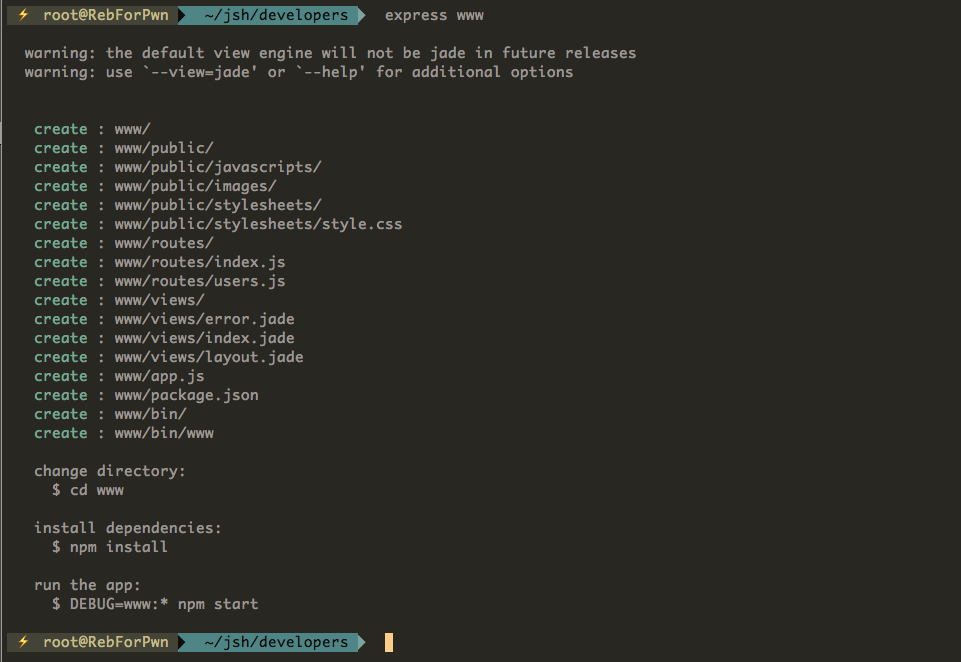 ⚡ root@RebForPwn ~/jsh/developers express www
warning: the default view engine will not be jade in future releases
warning: use `--view=jade' or `--help' for additional options
create : www/
create : www/public/
create : www/public/javascripts/
create : www/public/images/
create : www/public/stylesheets/
create : www/public/stylesheets/style.css
create : www/routes/
create : www/routes/index.js
create : www/routes/users.js
create : www/views/
create : www/views/error.jade
create : www/views/index.jade
create : www/views/layout.jade
create : www/app.js
create : www/package.json
create : www/bin/
create : www/bin/www
change directory:
$ cd www
install dependencies:
$ npm install
run the app:
$ DEBUG=www:* npm start
⚡ root@RebForPwn ~/jsh/developers